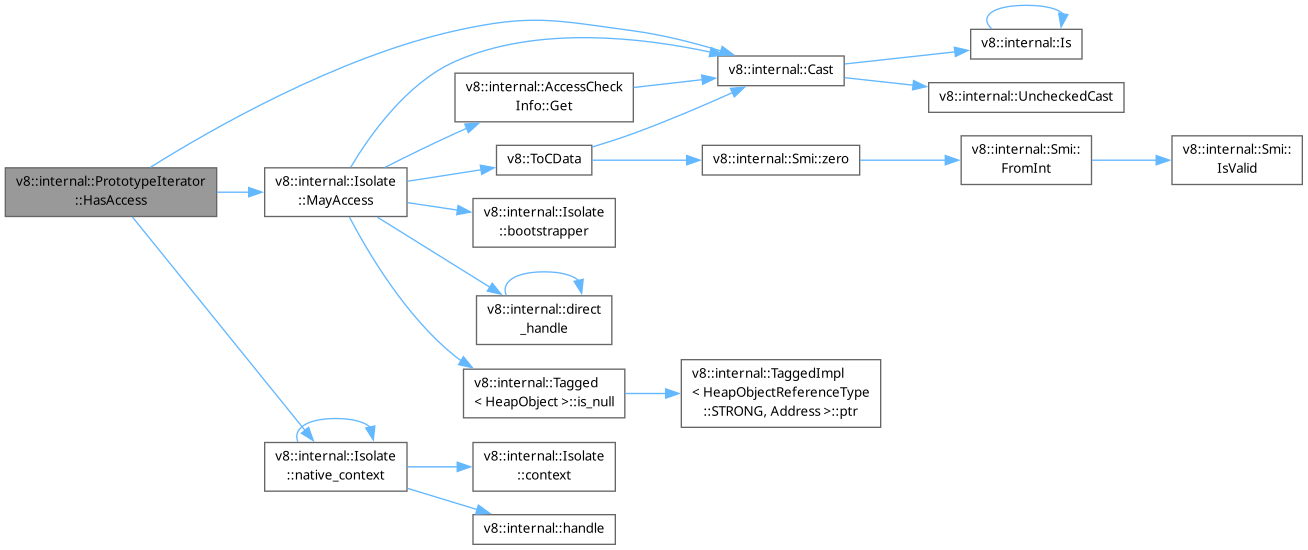 v8::internal::PrototypeIterator
::HasAccess
v8::internal::Isolate
::MayAccess
v8::internal::AccessCheck
Info::Get
v8::ToCData
v8::internal::Isolate
::bootstrapper
v8::internal::direct
_handle
v8::internal::Tagged
< HeapObject >::is_null
v8::internal::Isolate
::native_context
v8::internal::Isolate
::context
v8::internal::handle
v8::internal::Cast
v8::internal::Smi::zero
v8::internal::TaggedImpl
< HeapObjectReferenceType
::STRONG, Address >::ptr
v8::internal::Is
v8::internal::UncheckedCast
v8::internal::Smi::
FromInt
v8::internal::Smi::
IsValid